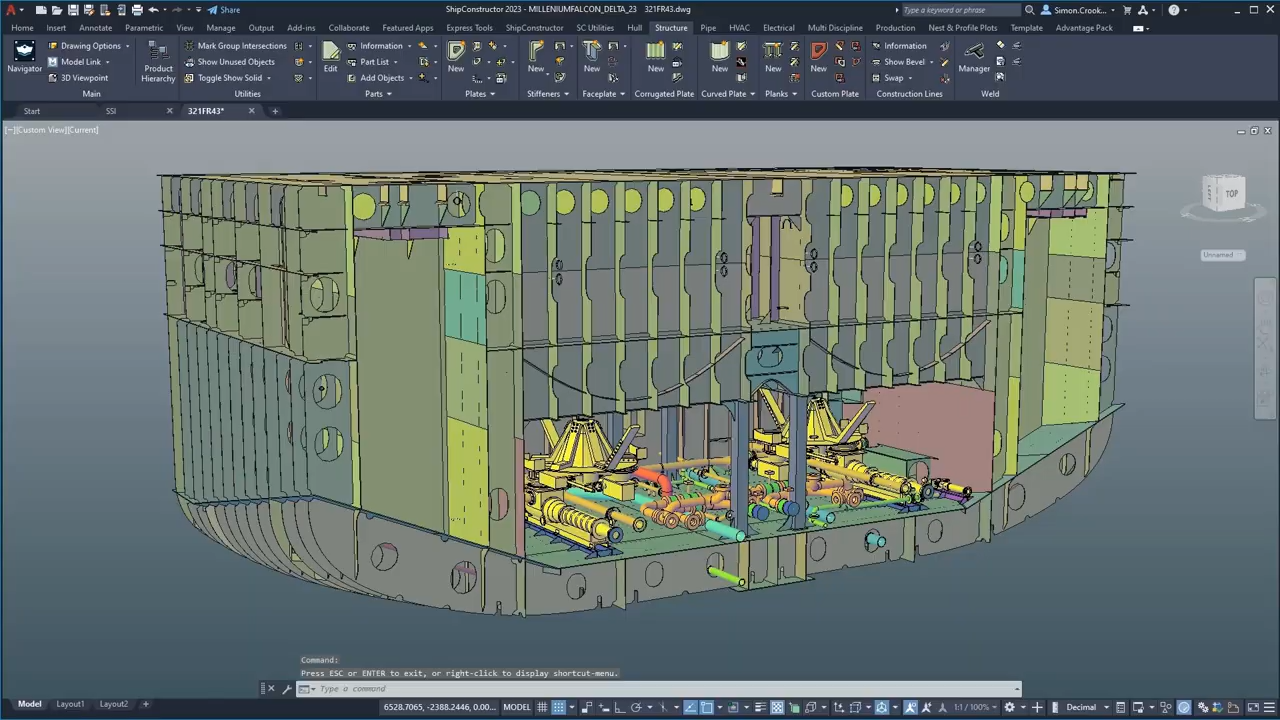 Share
ShipConstructor 2023 - MILLENIUMFALCON_DELTA_23 321FR43.dwg
Type a keyword or phrase
Simon.Crook...
Home Insert Annotate Parametric View Manage Output Add-ins Collaborate Featured Apps Express Tools ShipConstructor SC Utilities Hull Structure Pipe HVAC Electrical Multi Discipline Production Nest & Profile Plots Template Advantage Pack
Drawing Options Mark Group Intersections Information Information
Model Link Show Unused Objects Part List Show Bevel
3D Viewpoint Toggle Show Solid Add Objects Swap
Navigator Product Hierarchy Edit New New New New New New New Manager
Main Utilities Parts Plates Stiffeners Faceplate Corrugated Plate Curved Plate Planks Custom Plate Construction Lines Weld
Start SSI 321FR43*
[−][Custom View][Current]
TOP
Unnamed
Command:
Press ESC or ENTER to exit, or right-click to display shortcut-menu.
Type a command
Model Layout1 Layout2
6528.7065, -2388.2446, 0.00... MODEL
1:1 / 100%
Decimal